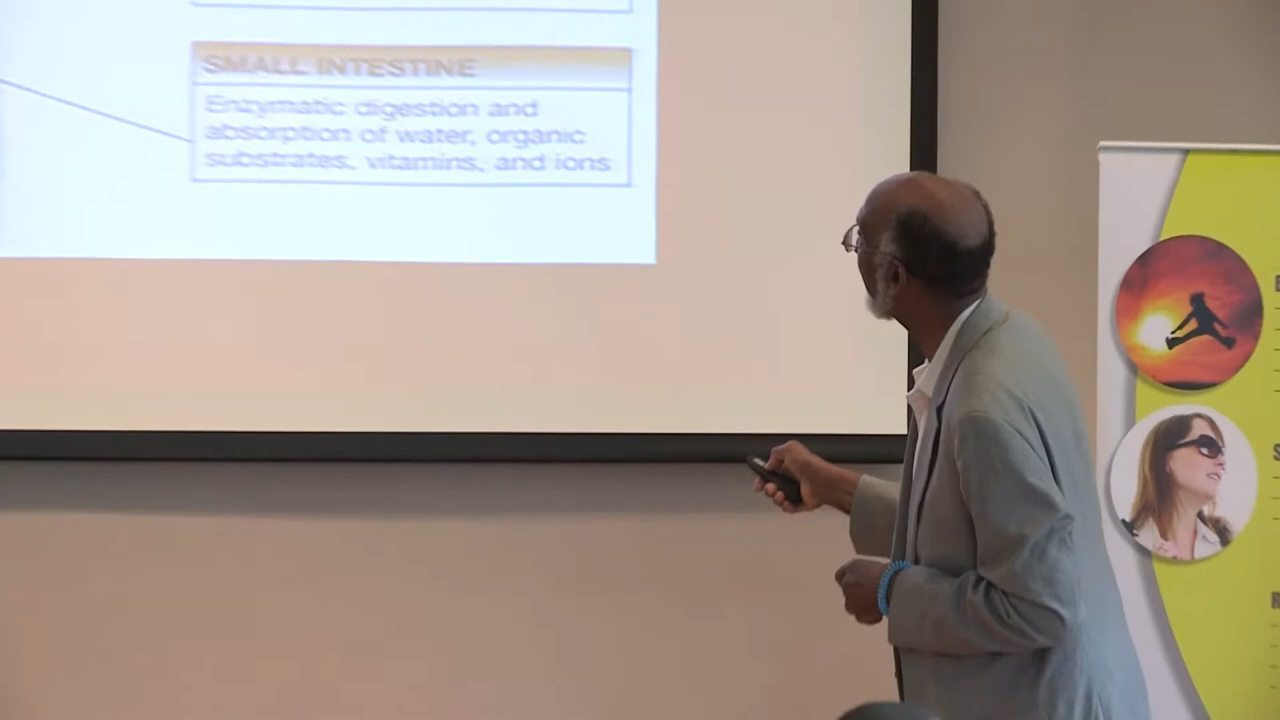 SMALL INTESTINE
Enzymatic digestion and
absorption of water, organic
substrates, vitamins, and ions